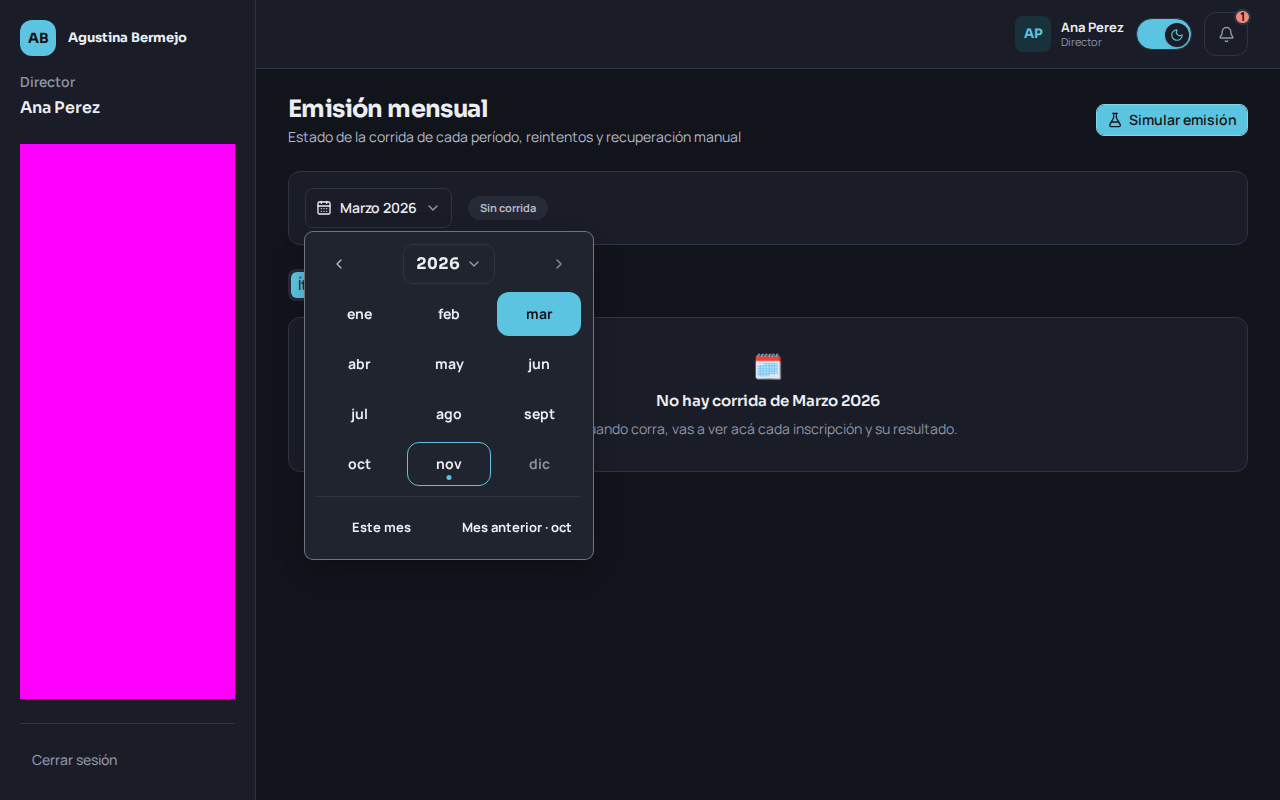 AB Agustina Bermejo
Director
Ana Perez
Cerrar sesión
AP Ana Perez
Director
1
Emisión mensual
Estado de la corrida de cada período, reintentos y recuperación manual
Simular emisión
Marzo 2026
Sin corrida
2026
ene feb mar
abr may jun
jul ago sept
oct nov dic
Este mes Mes anterior · oct
No hay corrida de Marzo 2026
corra, vas a ver acá cada inscripción y su resultado.